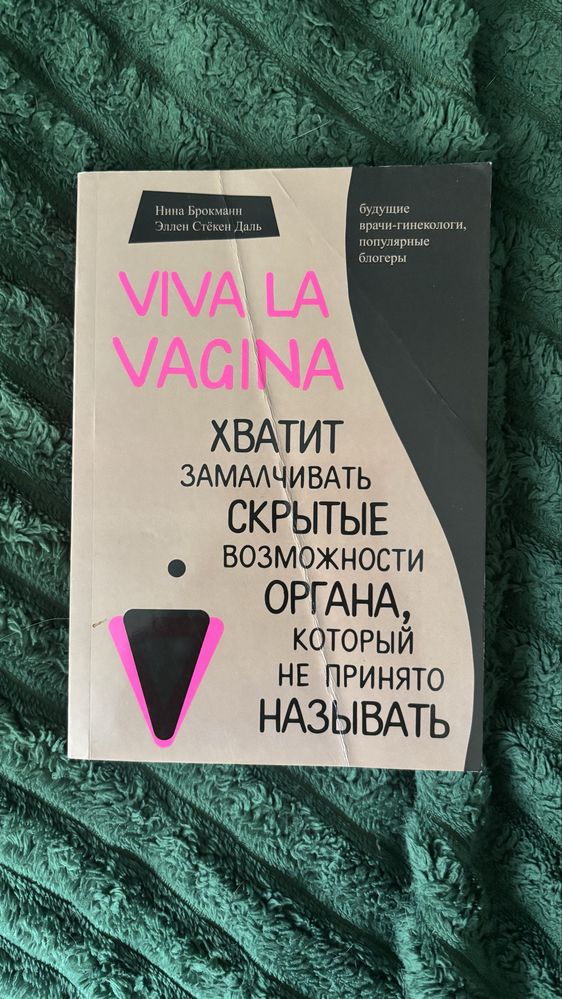 Нина Брокманн
Эллен Стёкен Даль
будущие
врачи-гинекологи,
популярные
блогеры
VIVA LA
VAGINA
ХВАТИТ
ЗАМАЛЧИВАТЬ
СКРЫТЫЕ
ВОЗМОЖНОСТИ
ОРГАНА,
КОТОРЫЙ
НЕ ПРИНЯТО
НАЗЫВАТЬ